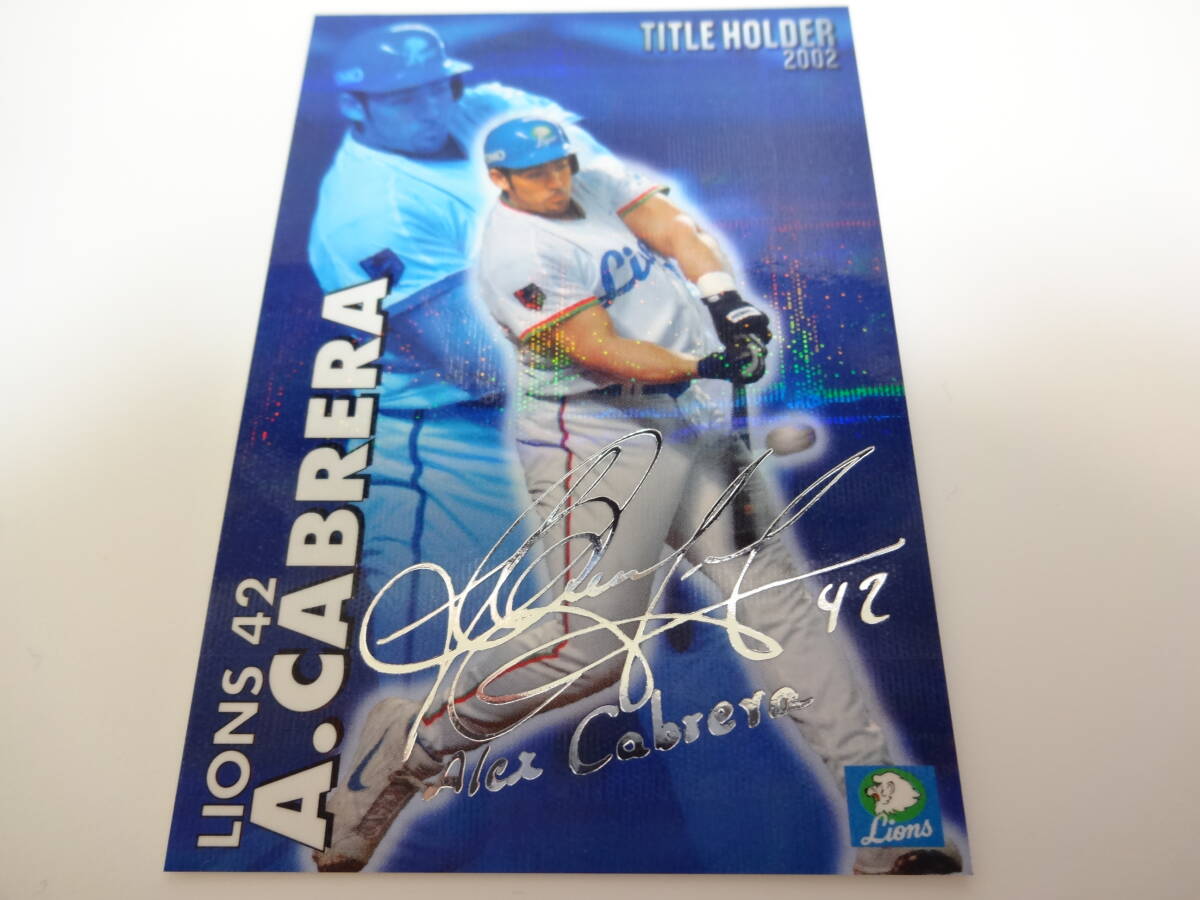 TITLE HOLDER
2002
LIONS 42
A.CABRERA
42
Alex Cabrera
Lions